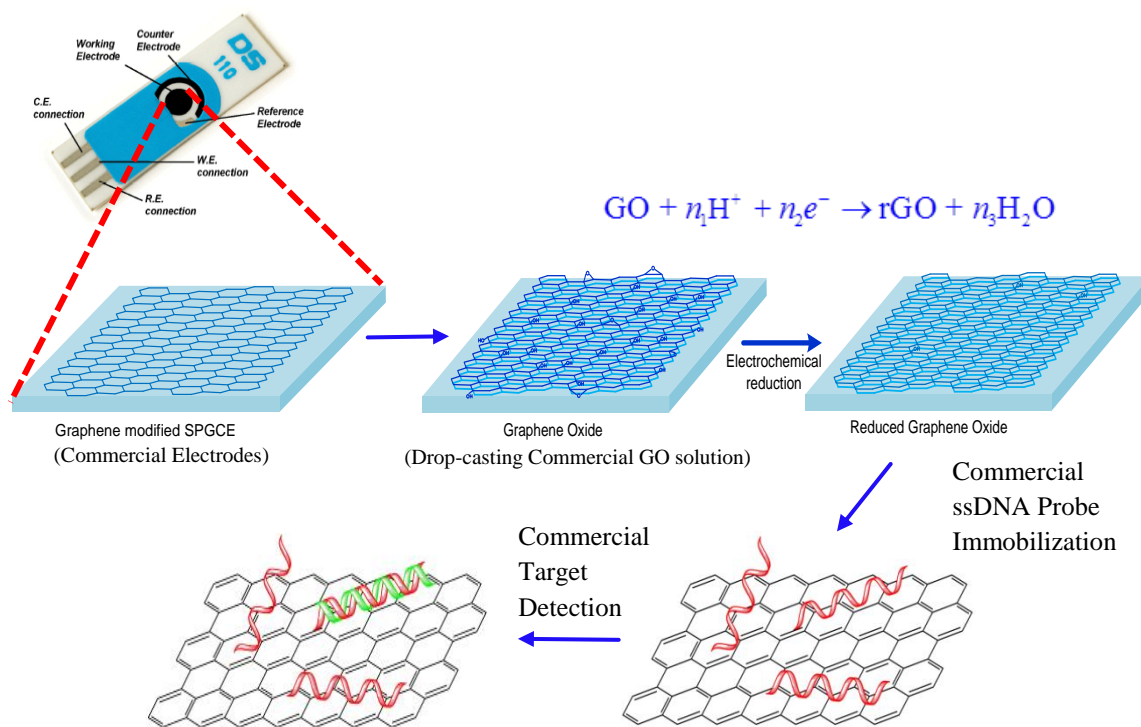 Working
Electrode
Counter
Electrode
DS
110
C.E.
connection
Reference
Electrode
W.E.
connection
R.E.
connection
GO + n₁H⁺ + n₂e⁻ → rGO + n₃H₂O
Electrochemical
reduction
Graphene modified SPGCE
(Commercial Electrodes)
Graphene Oxide
(Drop-casting Commercial GO solution)
Reduced Graphene Oxide
Commercial
ssDNA Probe
Immobilization
Commercial
Target
Detection